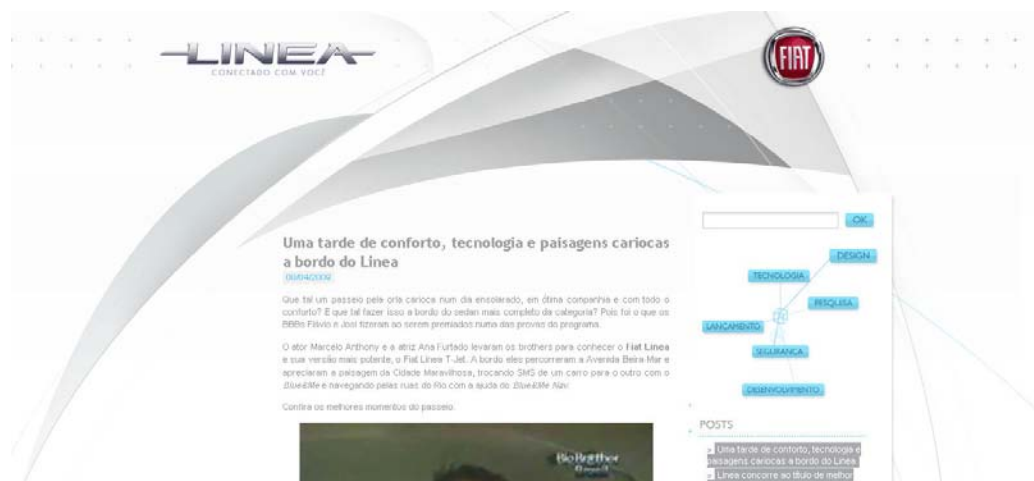 LINEA
CONECTADO COM VOCÊ
FIAT
OK
DESIGN
TECNOLOGIA
PESQUISA
LANÇAMENTO
SEGURANÇA
DESENVOLVIMENTO
Uma tarde de conforto, tecnologia e paisagens cariocas
a bordo do Linea
Que tal um passeio pela orla carioca num dia ensolarado, em ótima companhia e com todo o
conforto? E que tal fazer isso a bordo do sedan mais completo da categoria? Pois foi o que os
BBBs Flávio e Josi fizeram ao serem premiados numa das provas do programa.
O ator Marcelo Anthony e a atriz Ana Furtado levaram os brothers para conhecer o Fiat Linea
e sua versão mais potente, o Fiat Linea T-Jet. A bordo eles percorreram a Avenida Beira Mar e
apreciaram a paisagem da Cidade Maravilhosa, trocando SMS de um carro para o outro com o
Blue&Me e navegando pelas ruas do Rio com a ajuda do Blue&Me Nav.
Confira os melhores momentos do passeio.
Big Brother
Brasil
POSTS
» Uma tarde de conforto, tecnologia e
paisagens cariocas a bordo do Linea
» Linea concorre ao título de melhor